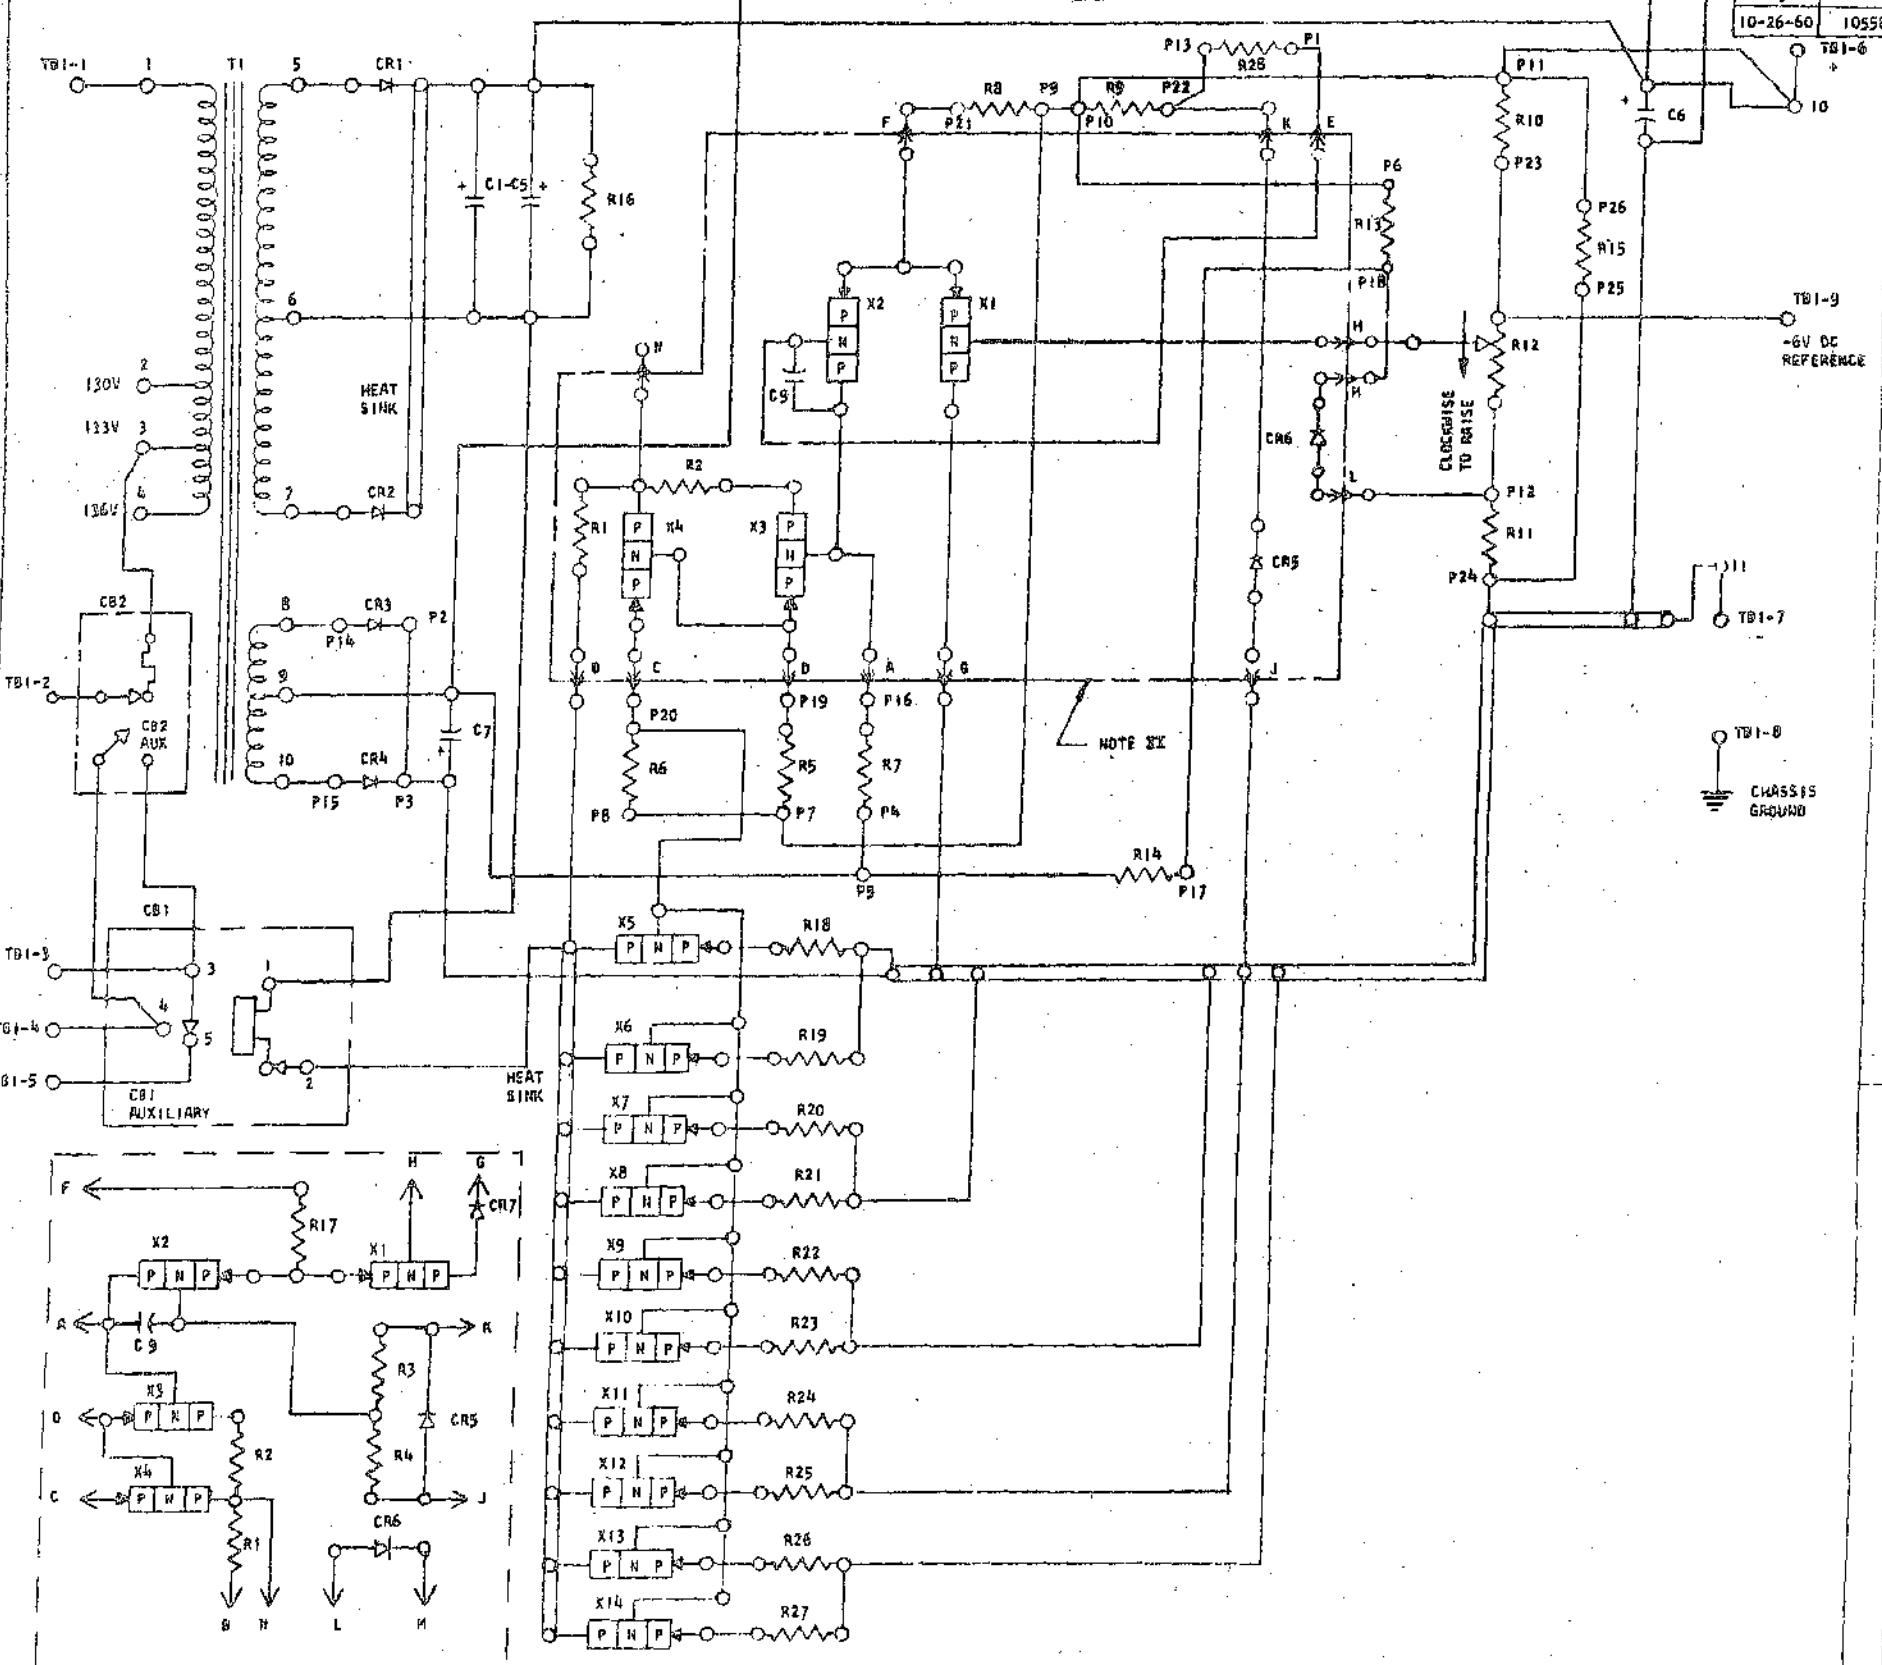 10-26-60 1055
TB1-6
+
10
TB1-1
1
T1
5
CR1
P13
P1
R28
P11
R8
P9
R9
P22
F
P21
P10
K
E
R10
+
C6
P23
+
C1-C5
+
R16
P6
R13
P18
P26
R15
P25
6
X2
X1
P
N
P
P
N
P
H
R12
TB1-9
-6V DC
REFERENCE
N
2
130V
133V 3
4
136V
HEAT
SINK
C9
M
CR6
CLOCKWISE
TO RAISE
7
CR2
R2
L
P12
R1
P
N
P
X4
X3
P
N
P
R11
CR5
P24
11
TB1-7
CB2
8
CR3
P2
P14
TB1-2
9
C
D
A
G
J
P19
P16
P20
CB2
AUX
C7
+
NOTE XX
TB1-8
10
CR4
P15
P3
R6
R5
R7
P8
P7
P4
CHASSIS
GROUND
R14
P5
P17
CB1
X5
P N P
R18
TB1-3
3
1
4
X6
P N P
R19
5
2
HEAT
SINK
CB1
AUXILIARY
X7
P N P
R20
H
G
X8
P N P
R21
F
CR7
R17
X2
P N P
X1
P N P
X9
P N P
R22
A
C9
K
X10
P N P
R23
R3
X3
P N P
D
CR5
X11
P N P
R24
R2
R4
X4
P N P
C
J
X12
P N P
R25
CR6
R1
X13
P N P
R26
X14
P N P
R27
N
L
M